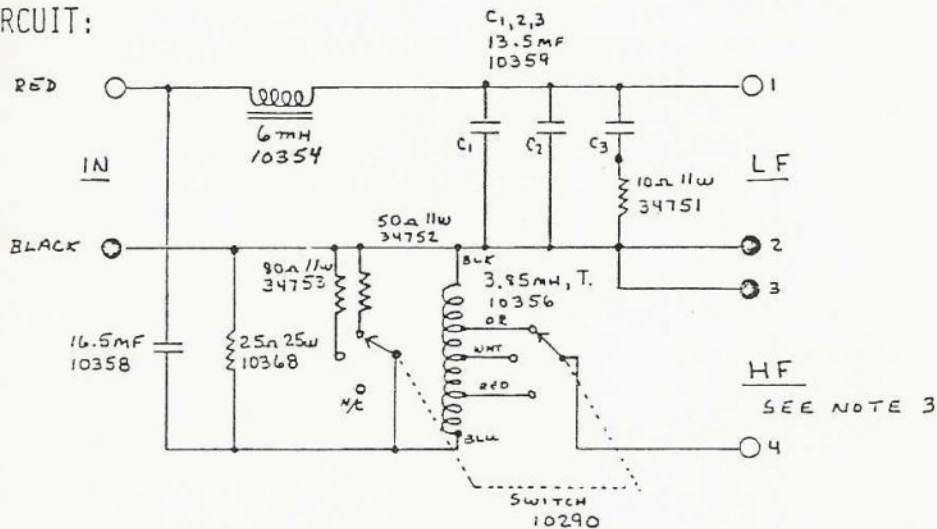 RCUIT:
C1,2,3
13.5MF
10359
RED
1
6MH
10354
C1
C2
C3
IN
LF
10Ω 11W
34751
50Ω 11W
34752
BLACK
2
BLK
80Ω 11W
34753
3.85MH, T.
10356
3
OR
16.5MF
10358
25Ω 25W
10368
WHT
N/C
RED
HF
SEE NOTE 3
BLU
4
SWITCH
10290